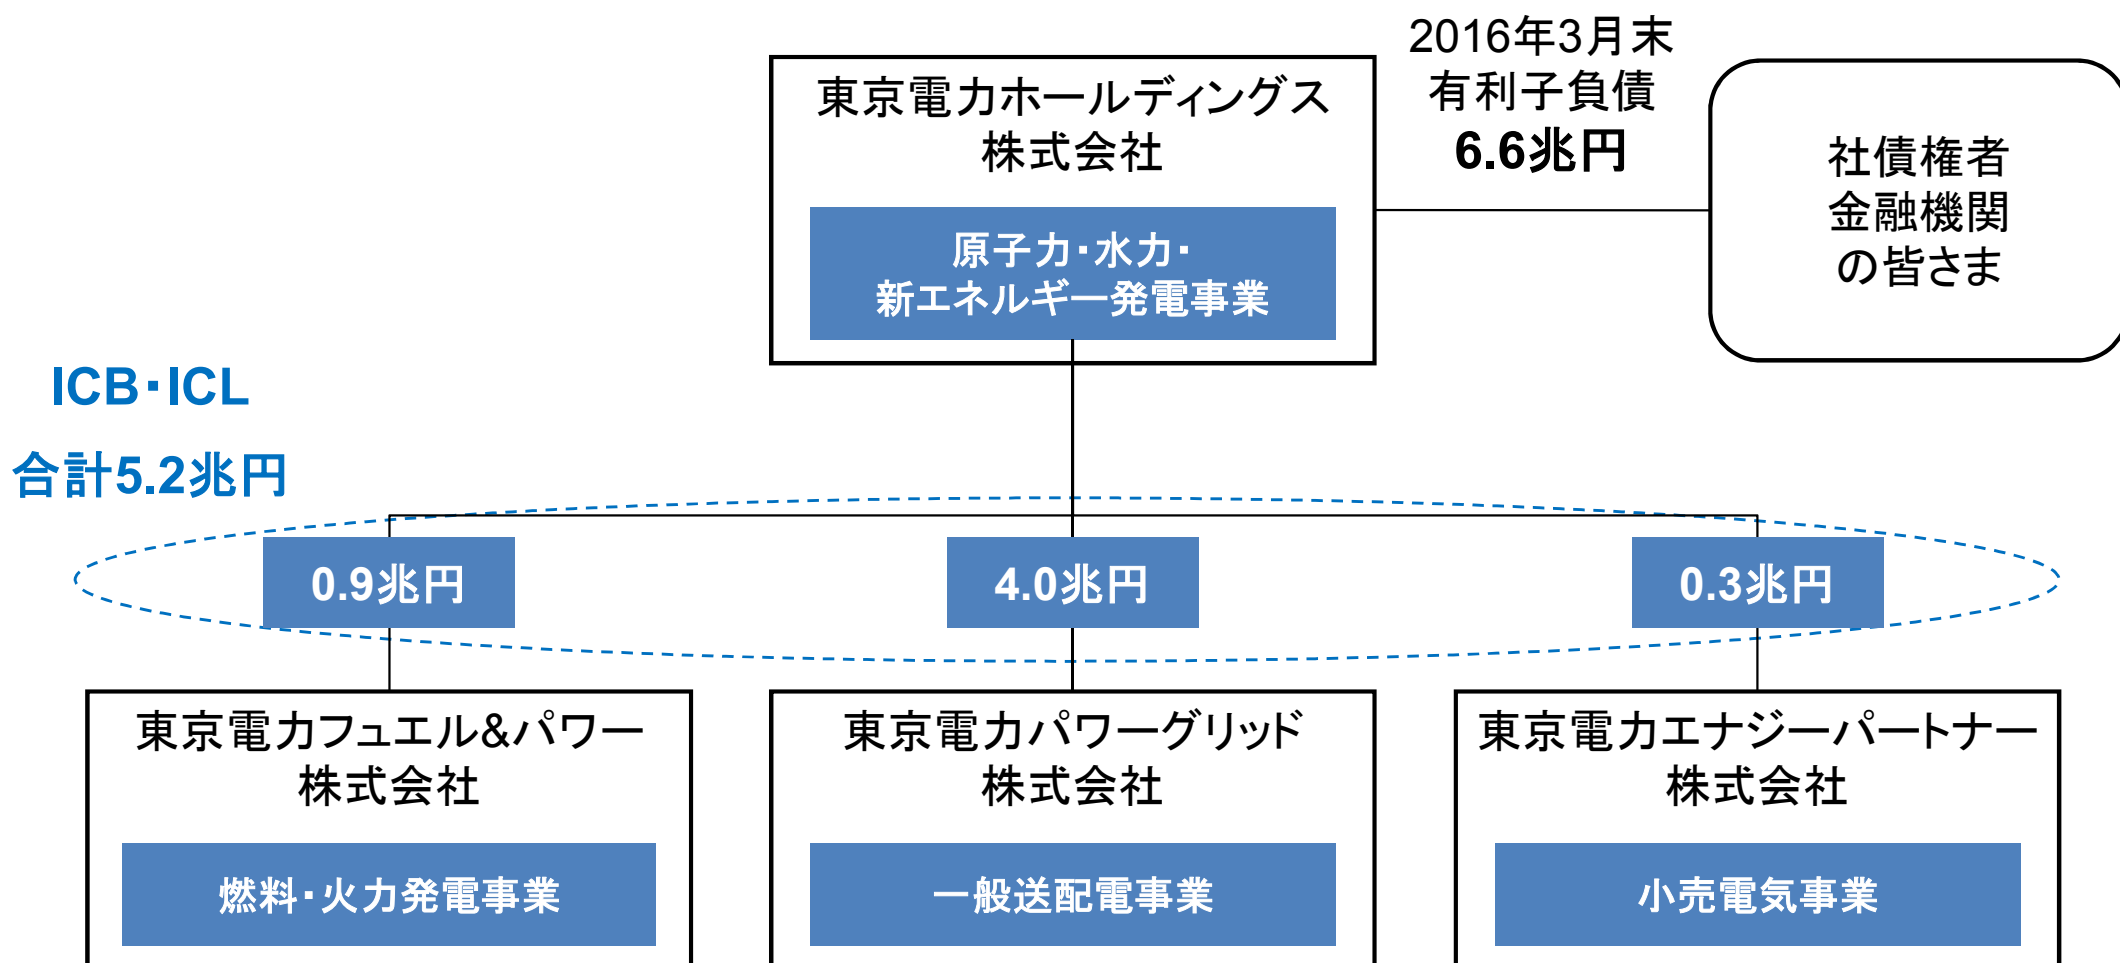 2016年3月末
有利子負債
6.6兆円
東京電力ホールディングス
株式会社
原子力・水力・
新エネルギー発電事業
社債権者
金融機関
の皆さま
ICB・ICL
合計5.2兆円
0.9兆円
4.0兆円
0.3兆円
東京電力フュエル&パワー
株式会社
燃料・火力発電事業
東京電力パワーグリッド
株式会社
一般送配電事業
東京電力エナジーパートナー
株式会社
小売電気事業